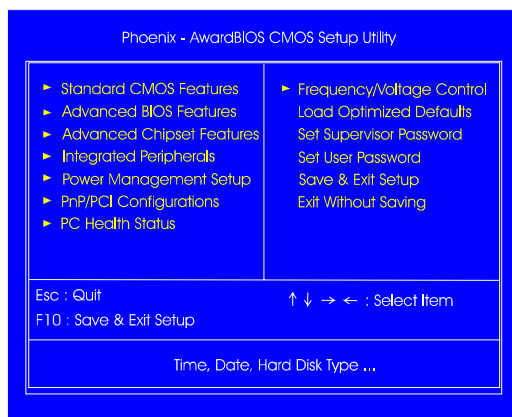 Phoenix - AwardBIOS CMOS Setup Utility
► Standard CMOS Features
► Advanced BIOS Features
► Advanced Chipset Features
► Integrated Peripherals
► Power Management Setup
► PnP/PCI Configurations
► PC Health Status
► Frequency/Voltage Control
Load Optimized Defaults
Set Supervisor Password
Set User Password
Save & Exit Setup
Exit Without Saving
Esc : Quit
F10 : Save & Exit Setup
↑ ↓ → ← : Select Item
Time, Date, Hard Disk Type ...